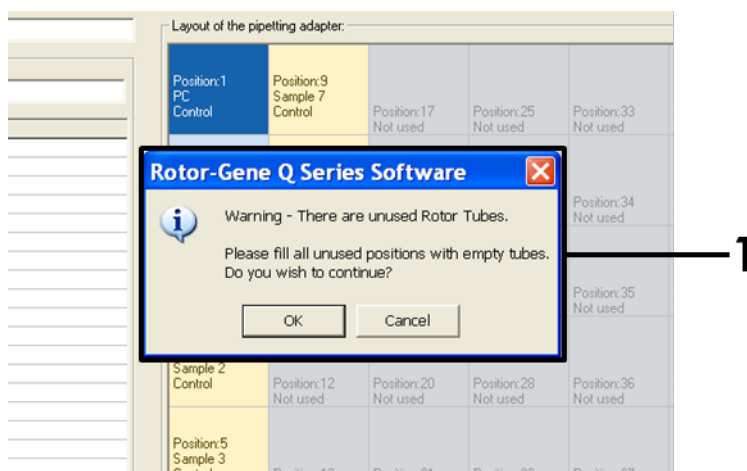 Layout of the pipetting adapter:
Position:1
PC
Control
Position:9
Sample 7
Control
Position:17
Not used
Position:25
Not used
Position:33
Not used
Rotor-Gene Q Series Software
Warning - There are unused Rotor Tubes.
Please fill all unused positions with empty tubes.
Do you wish to continue?
OK
Cancel
1
Position:34
Not used
Position:35
Not used
Sample 2
Control
Position:12
Not used
Position:20
Not used
Position:28
Not used
Position:36
Not used
Position:5
Sample 3